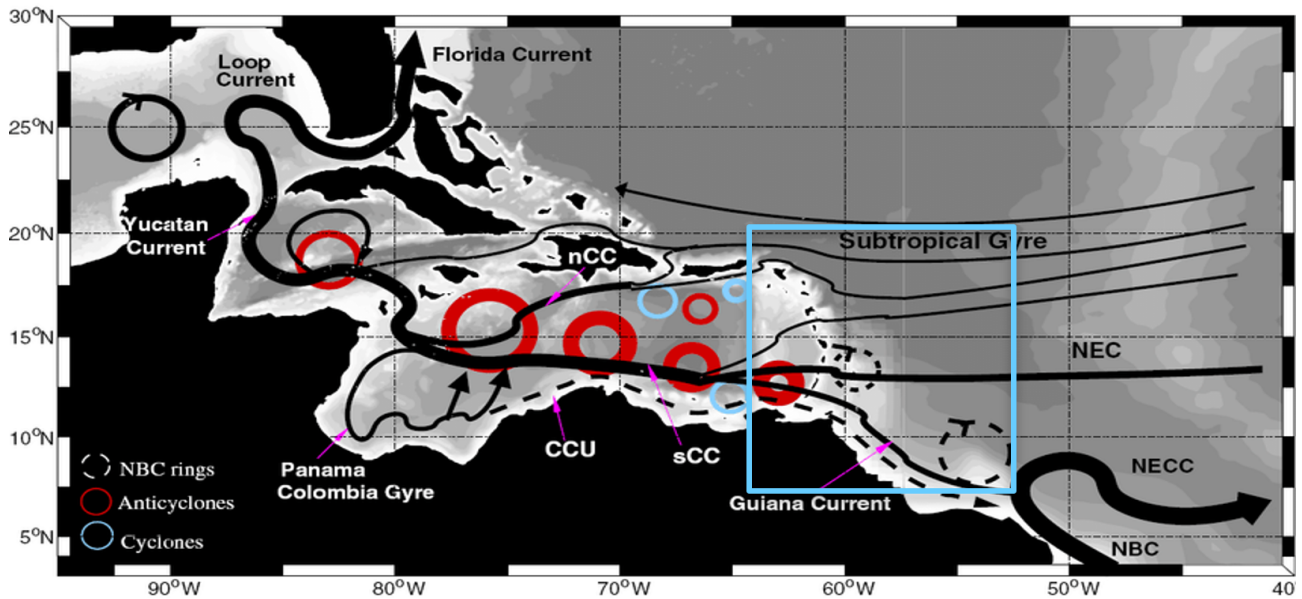 30°N
25°N
20°N
15°N
10°N
5°N
Loop
Current
Florida Current
Yucatan
Current
nCC
Subtropical Gyre
NEC
CCU
sCC
Panama
Colombia Gyre
Guiana Current
NECC
NBC
NBC rings
Anticyclones
Cyclones
90°W
80°W
70°W
60°W
50°W
40°